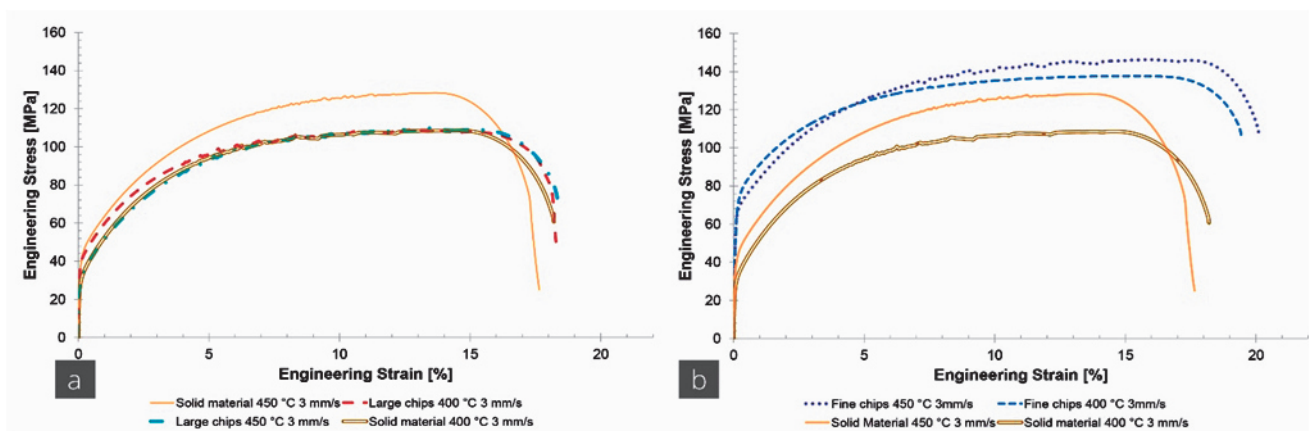 160
140
120
100
80
60
40
20
0
Engineering Stress [MPa]
0 5 10 15 20
Engineering Strain [%]
a
Solid material 450 °C 3 mm/s Large chips 400 °C 3 mm/s
Large chips 450 °C 3 mm/s Solid material 400 °C 3 mm/s
160
140
120
100
80
60
40
20
0
Engineering Stress [MPa]
0 5 10 15 20
Engineering Strain [%]
b
Fine chips 450 °C 3mm/s Fine chips 400 °C 3mm/s
Solid Material 450 °C 3 mm/s Solid material 400 °C 3 mm/s